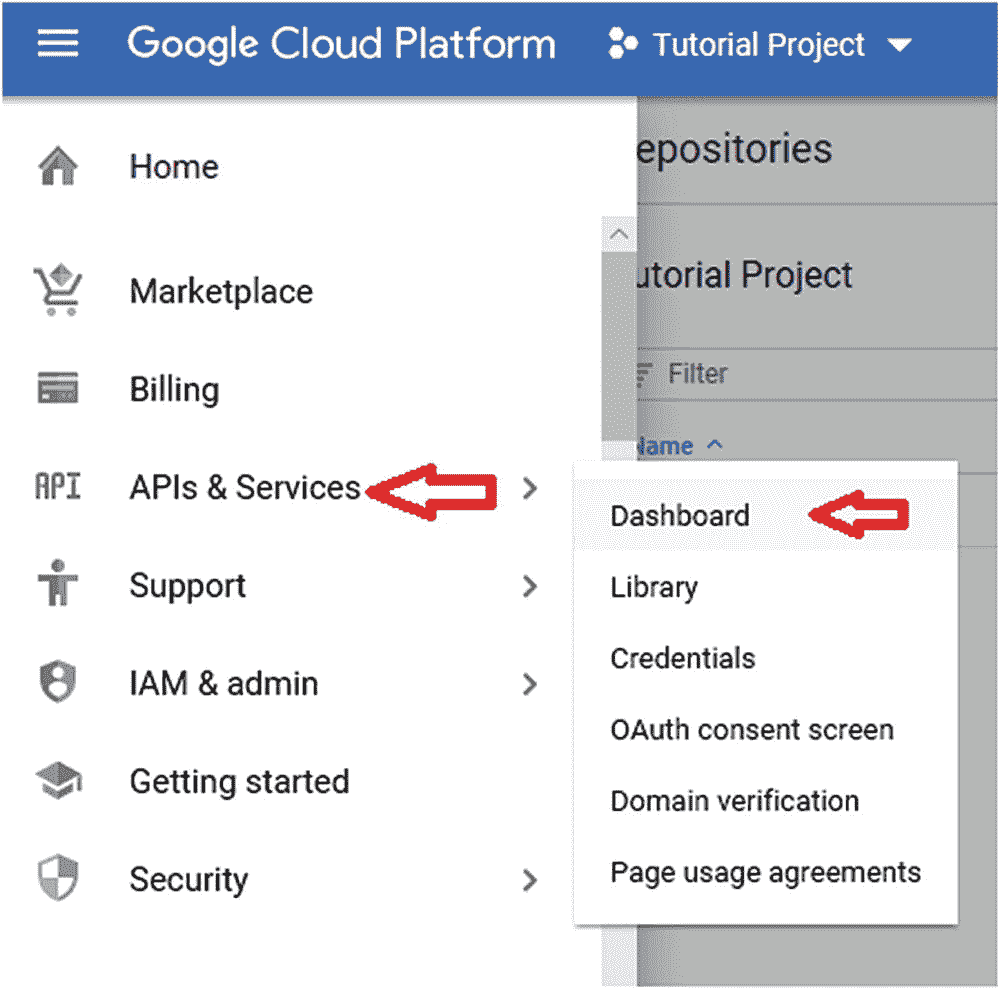 Google Cloud Platform
Tutorial Project
Home
Marketplace
Billing
API
APIs & Services
Support
IAM & admin
Getting started
Security
epositories
utorial Project
Filter
Name
Dashboard
Library
Credentials
OAuth consent screen
Domain verification
Page usage agreements